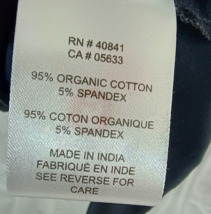 RN # 40841
CA # 05633
95% ORGANIC COTTON
5% SPANDEX
95% COTON ORGANIQUE
5% SPANDEX
MADE IN INDIA
FABRIQUÉ EN INDE
SEE REVERSE FOR
CARE